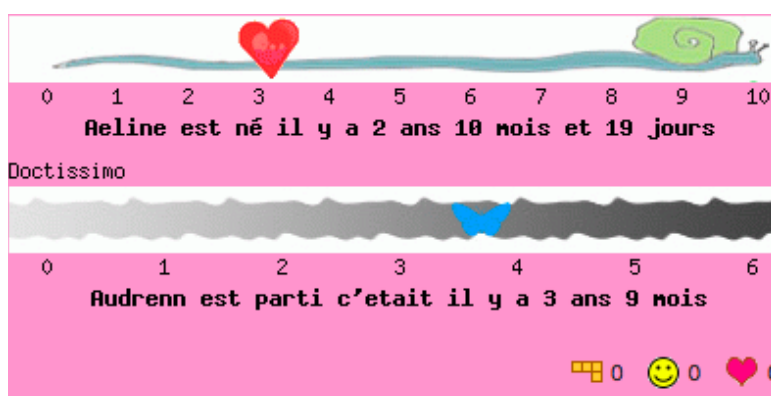 0 1 2 3 4 5 6 7 8 9 10
Aeline est né il y a 2 ans 10 mois et 19 jours
Doctissimo
0 1 2 3 4 5 6
Audrenn est parti c'etait il y a 3 ans 9 mois
0 0